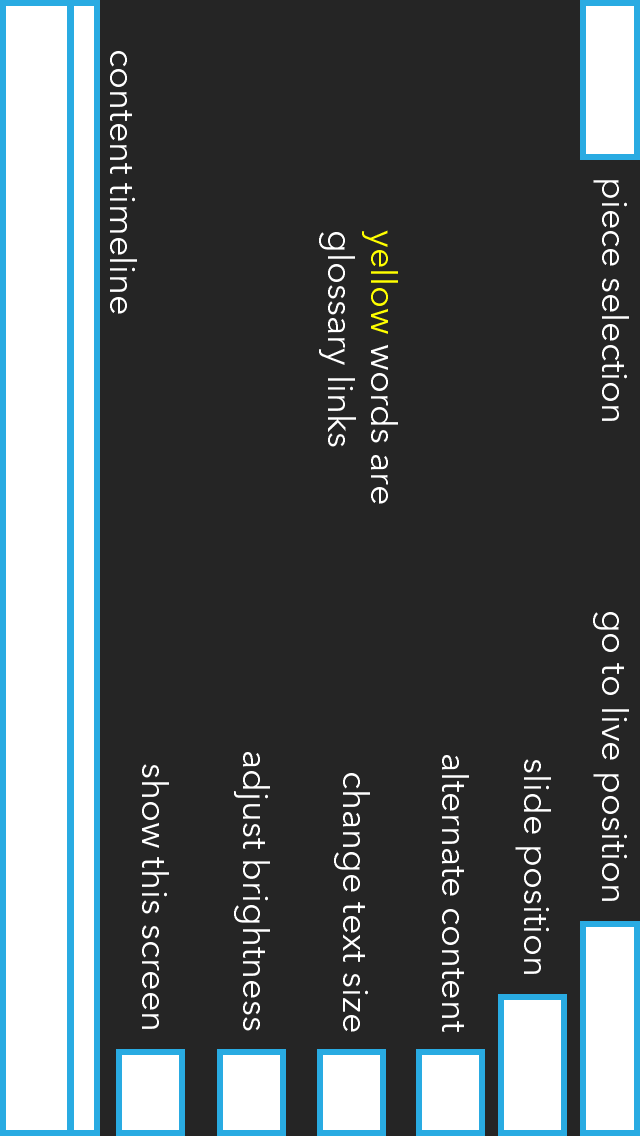 piece selection
go to live position
slide position
yellow words are
glossary links
alternate content
change text size
adjust brightness
show this screen
content timeline